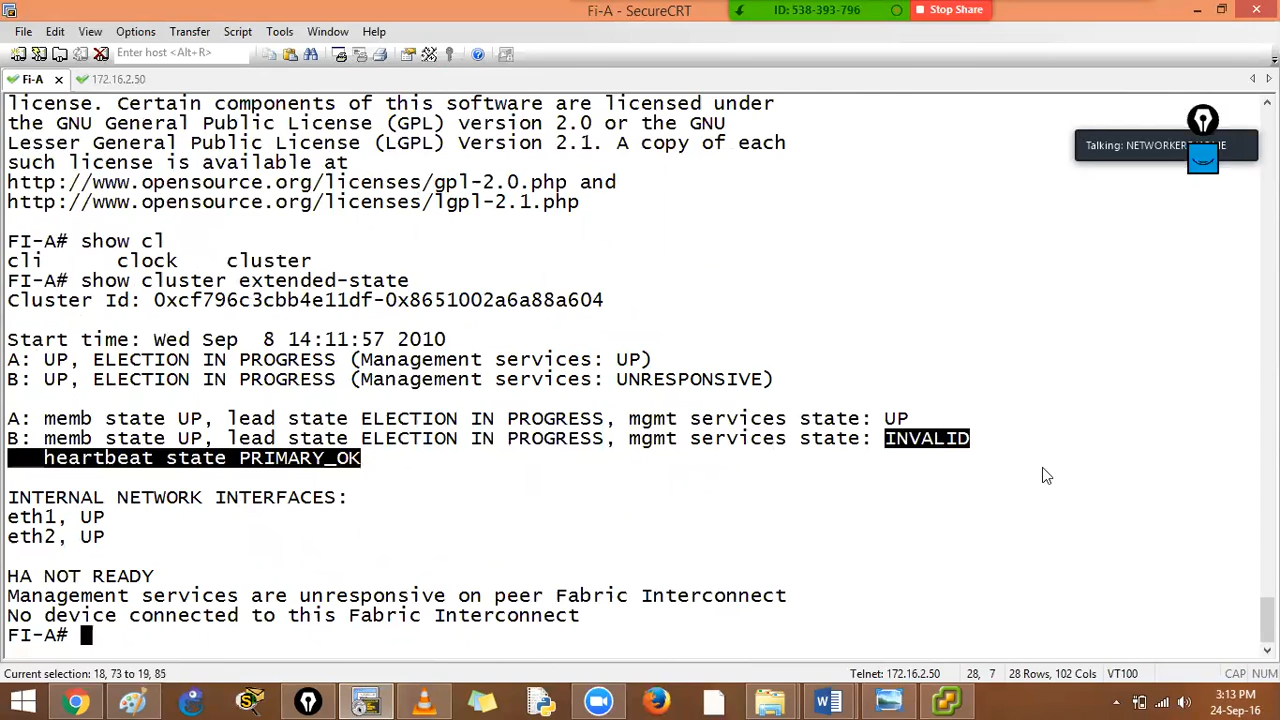 Fi-A - SecureCRT
ID: 538-393-796
Stop Share
File Edit View Options Transfer Script Tools Window Help
Enter host <Alt+R>
Fi-A
172.16.2.50
license. Certain components of this software are licensed under
the GNU General Public License (GPL) version 2.0 or the GNU
Lesser General Public License (LGPL) Version 2.1. A copy of each
such license is available at
http://www.opensource.org/licenses/gpl-2.0.php and
http://www.opensource.org/licenses/lgpl-2.1.php
Talking: NETWORKER
FI-A# show cl
cli clock cluster
FI-A# show cluster extended-state
Cluster Id: 0xcf796c3cbb4e11df-0x8651002a6a88a604
Start time: Wed Sep 8 14:11:57 2010
A: UP, ELECTION IN PROGRESS (Management services: UP)
B: UP, ELECTION IN PROGRESS (Management services: UNRESPONSIVE)
A: memb state UP, lead state ELECTION IN PROGRESS, mgmt services state: UP
B: memb state UP, lead state ELECTION IN PROGRESS, mgmt services state: INVALID
heartbeat state PRIMARY_OK
INTERNAL NETWORK INTERFACES:
eth1, UP
eth2, UP
HA NOT READY
Management services are unresponsive on peer Fabric Interconnect
No device connected to this Fabric Interconnect
FI-A#
Current selection: 18, 73 to 19, 85
Telnet: 172.16.2.50
28, 7
28 Rows, 102 Cols
VT100
CAP NUM
3:13 PM
24-Sep-16